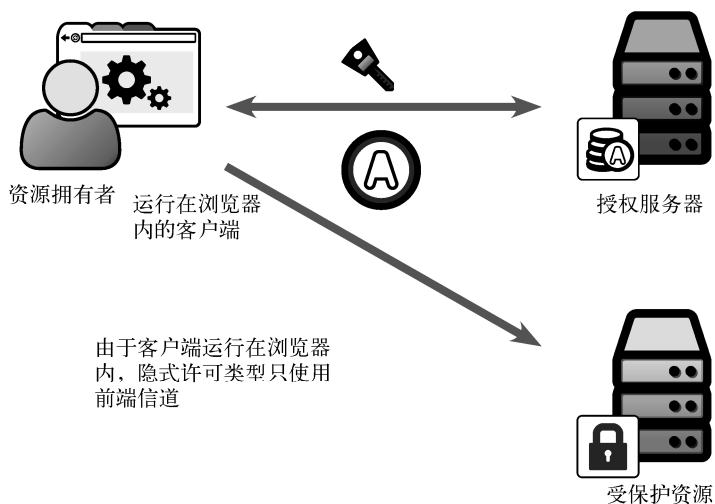 资源拥有者
运行在浏览器
内的客户端
授权服务器
由于客户端运行在浏览器
内，隐式许可类型只使用
前端信道
受保护资源